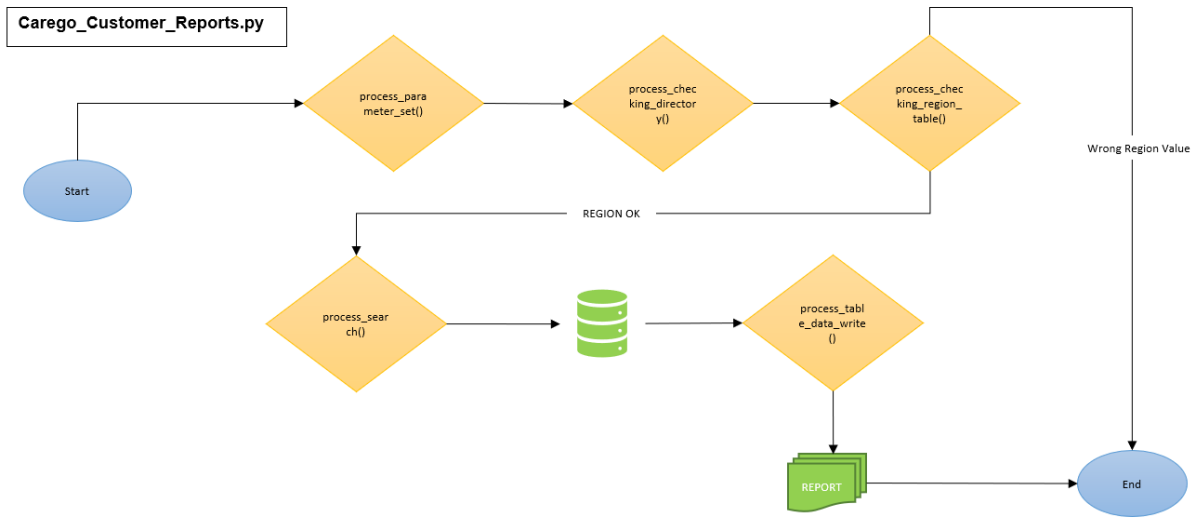 Carego_Customer_Reports.py
process_para
meter_set()
process_chec
king_director
y()
process_chec
king_region_
table()
Wrong Region Value
Start
REGION OK
process_sear
ch()
process_tabl
e_data_write
()
REPORT
End